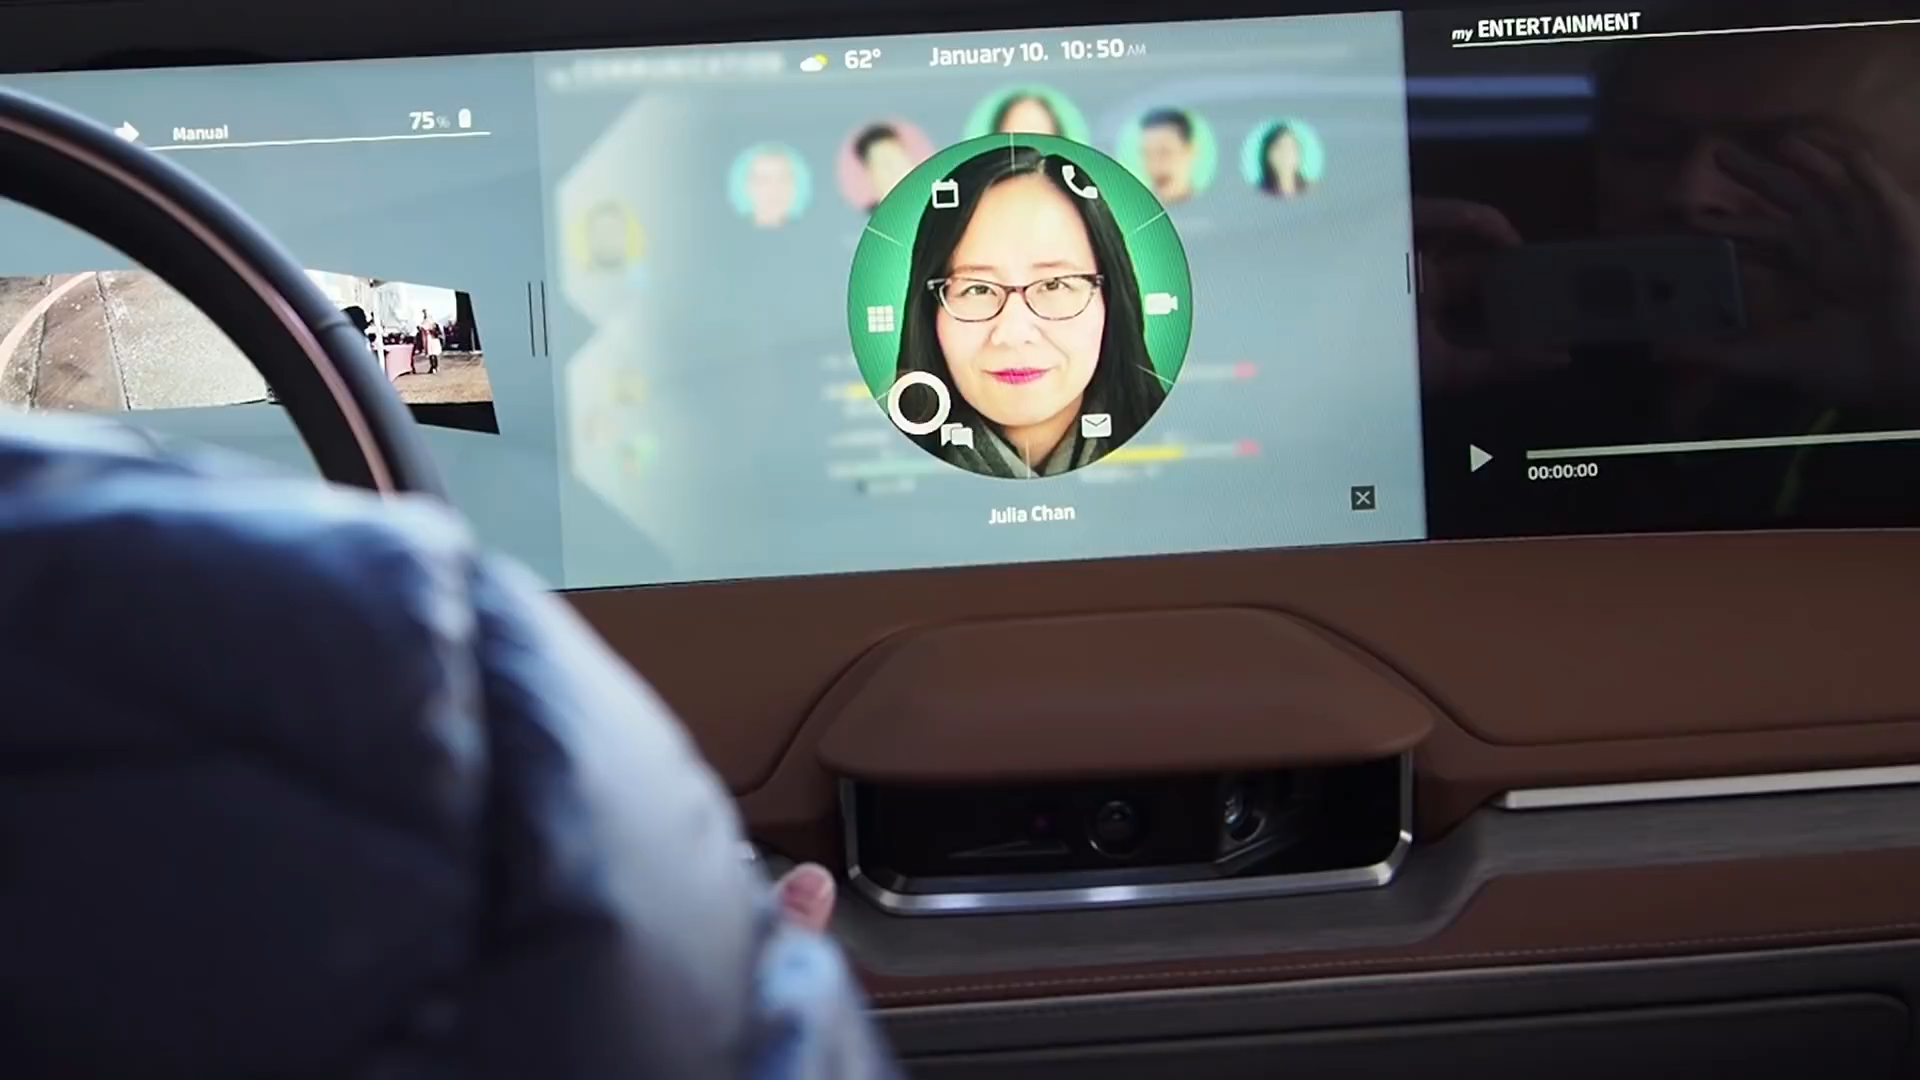 Manual
75%
62°
January 10. 10:50 AM
Julia Chan
my ENTERTAINMENT
00:00:00